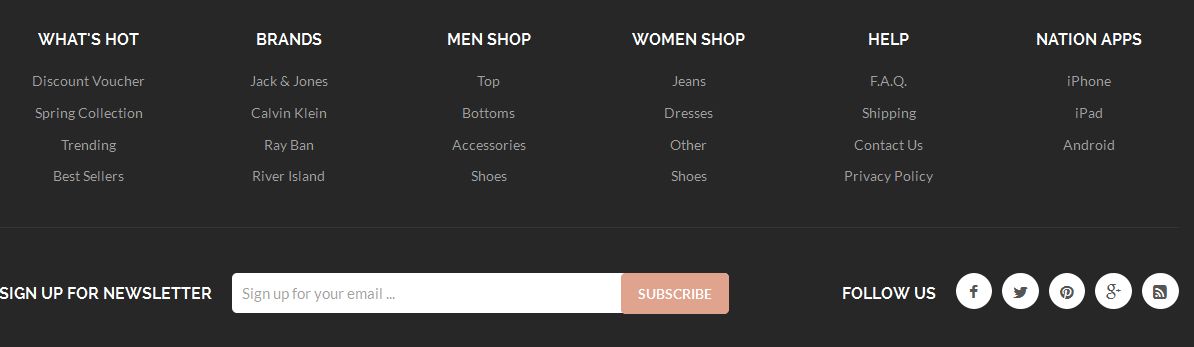 WHAT'S HOT
Discount Voucher
Spring Collection
Trending
Best Sellers
BRANDS
Jack & Jones
Calvin Klein
Ray Ban
River Island
MEN SHOP
Top
Bottoms
Accessories
Shoes
WOMEN SHOP
Jeans
Dresses
Other
Shoes
HELP
F.A.Q.
Shipping
Contact Us
Privacy Policy
NATION APPS
iPhone
iPad
Android
SIGN UP FOR NEWSLETTER
Sign up for your email ...
SUBSCRIBE
FOLLOW US